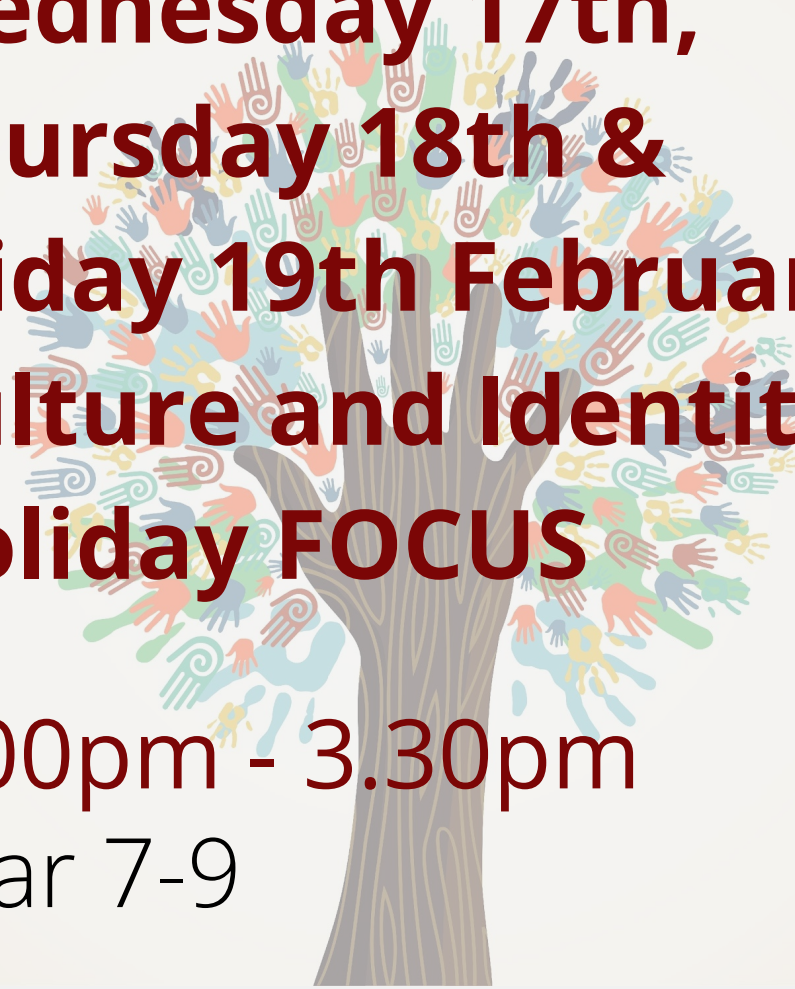 ednesday 17th,
ursday 18th &
iday 19th Februar
ulture and Identit
oliday FOCUS
00pm - 3.30pm
ar 7-9